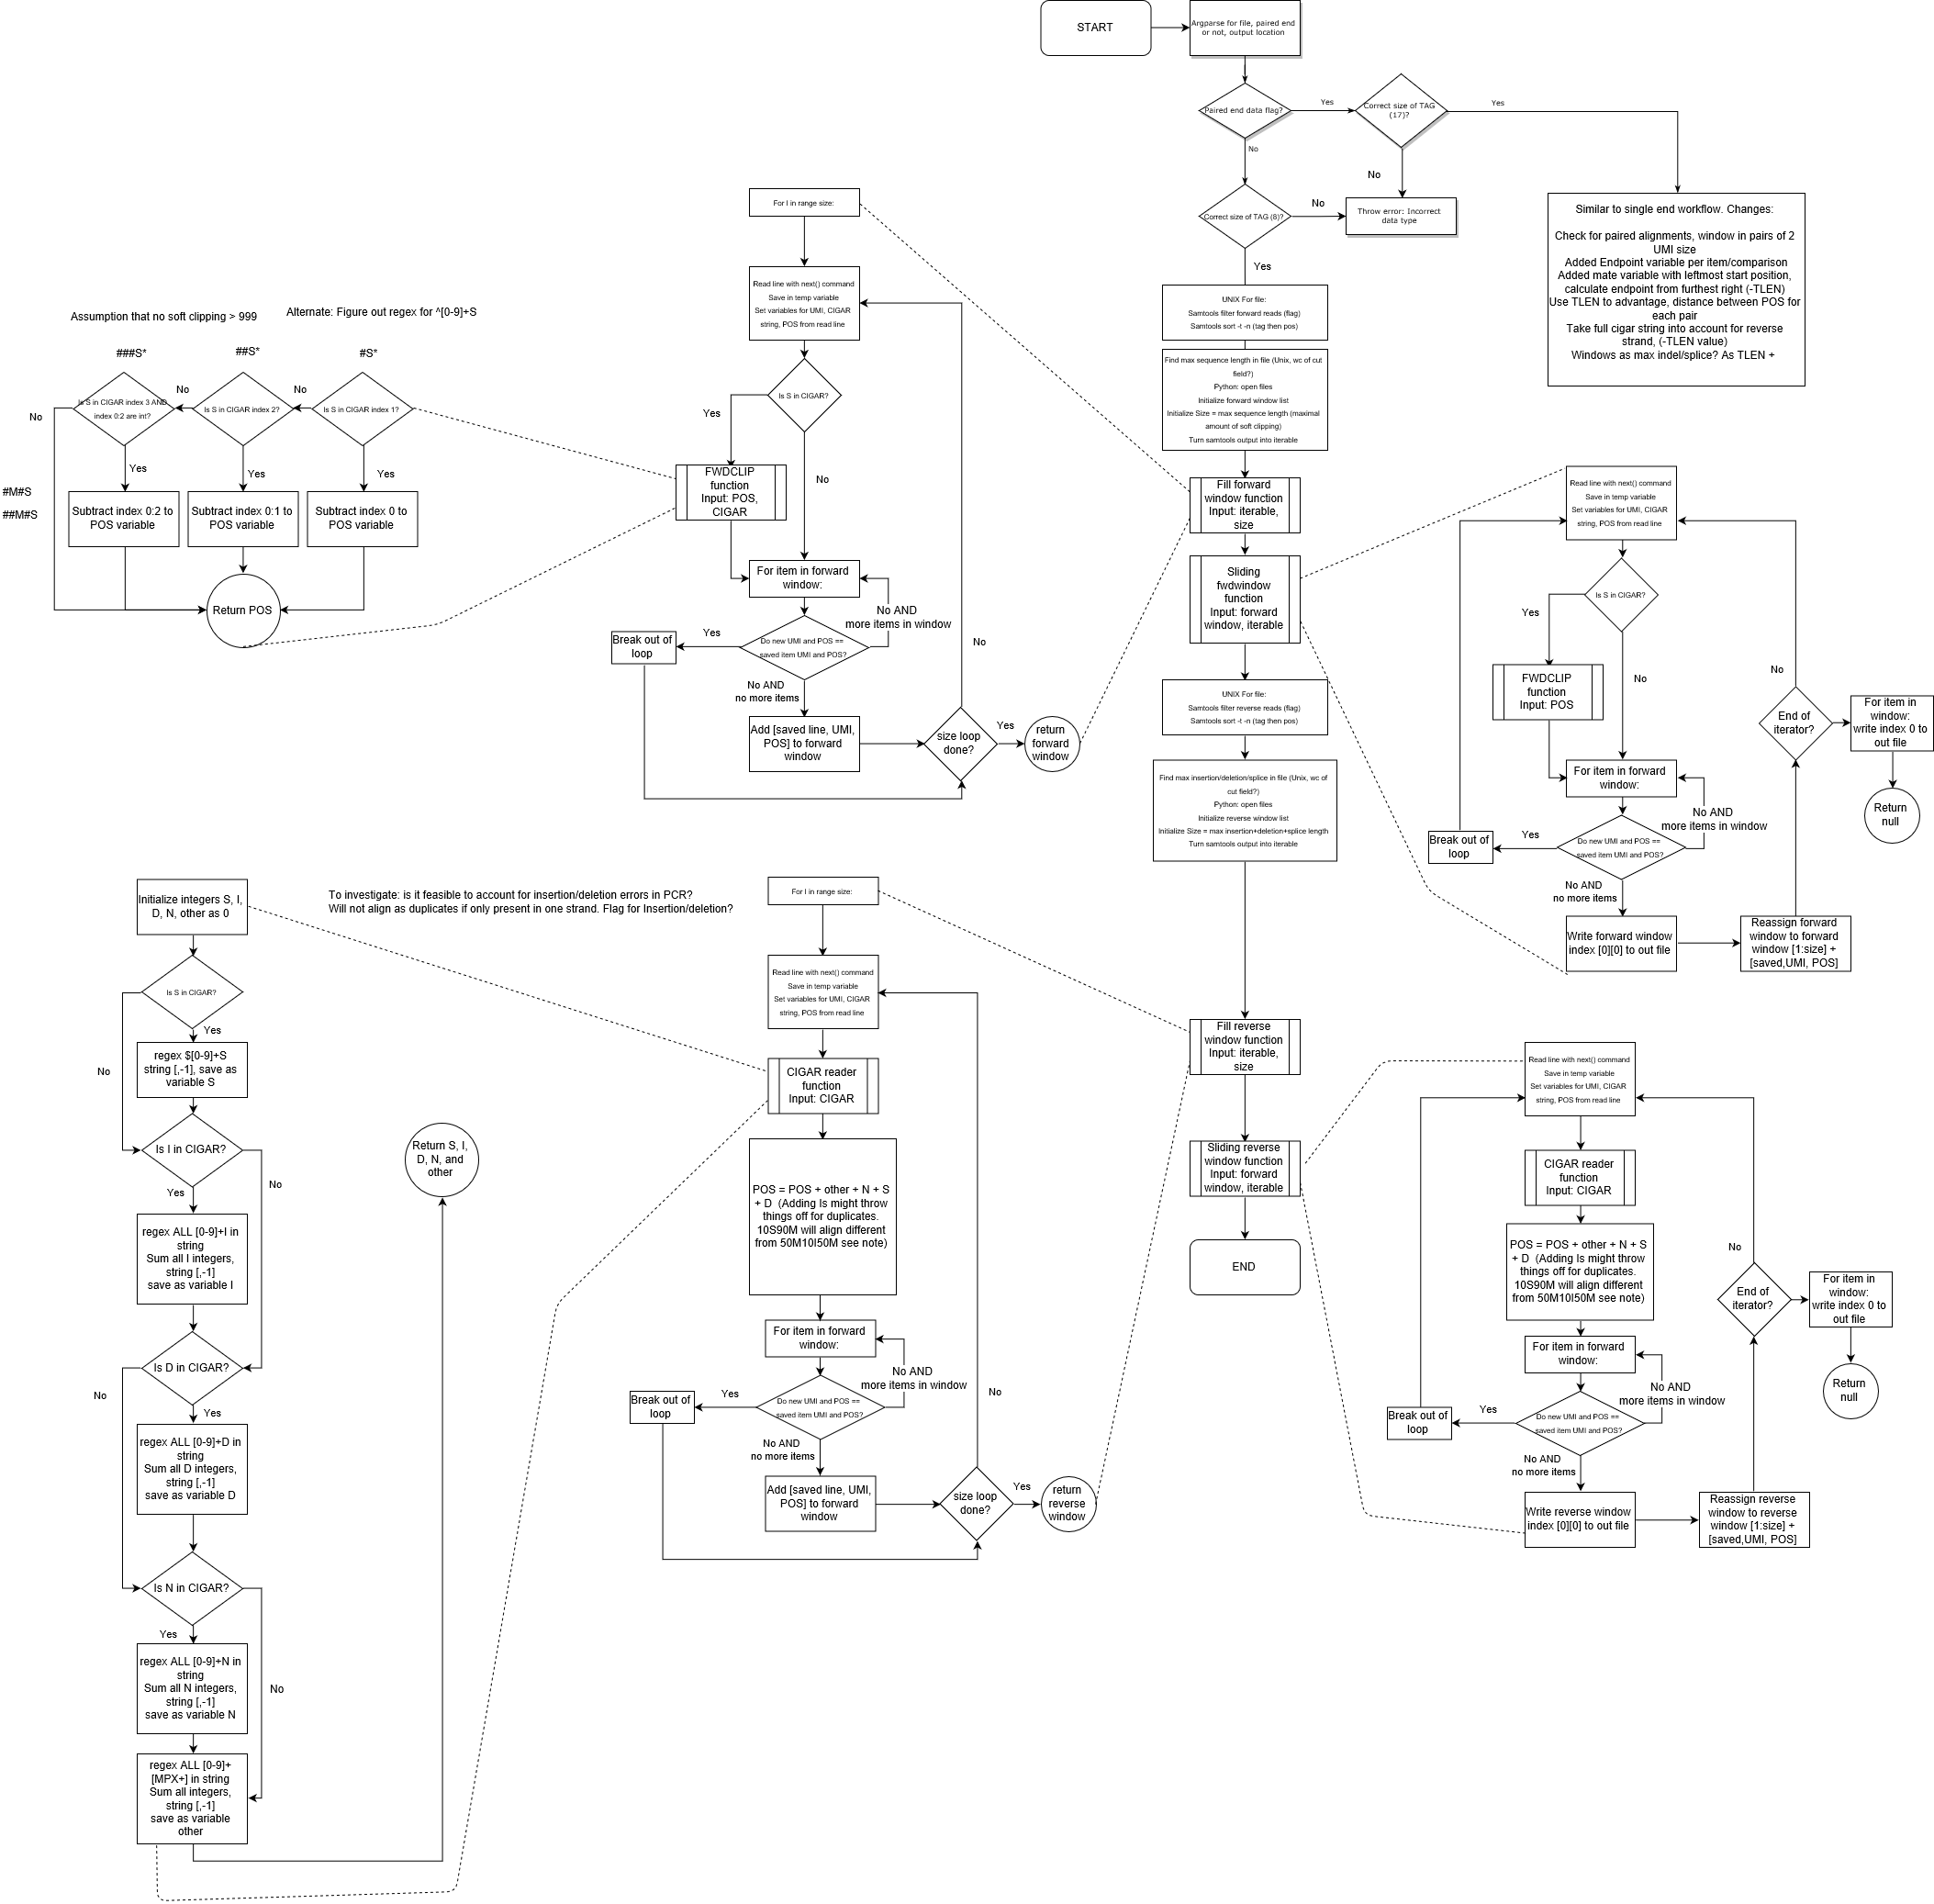 START
Argparse for file, paired end
or not, output location
Paired end data flag?
Yes
Correct size of TAG
(17)?
Yes
No
No
Correct size of TAG (8)?
No
Throw error: Incorrect
data type
Yes
Similar to single end workflow. Changes:
Check for paired alignments, window in pairs of 2
UMI size
Added Endpoint variable per item/comparison
Added mate variable with leftmost start position,
calculate endpoint from furthest right (-TLEN)
Use TLEN to advantage, distance between POS for
each pair
Take full cigar string into account for reverse
strand, (-TLEN value)
Windows as max indel/splice? As TLEN +
UNIX For file:
Samtools filter forward reads (flag)
Samtools sort -t -n (tag then pos)
Find max sequence length in file (Unix, wc of cut
field?)
Python: open files
Initialize forward window list
Initialize Size = max sequence length (maximal
amount of soft clipping)
Turn samtools output into iterable
Fill forward
window function
Input: iterable,
size
Sliding
fwdwindow
function
Input: forward
window, iterable
UNIX For file:
Samtools filter reverse reads (flag)
Samtools sort -t -n (tag then pos)
Find max insertion/deletion/splice in file (Unix, wc of
cut field?)
Python: open files
Initialize reverse window list
Initialize Size = max insertion+deletion+splice length
Turn samtools output into iterable
Fill reverse
window function
Input: iterable,
size
Sliding reverse
window function
Input: forward
window, iterable
END
For I in range size:
Read line with next() command
Save in temp variable
Set variables for UMI, CIGAR
string, POS from read line
Is S in CIGAR?
Yes
No
FWDCLIP
function
Input: POS,
CIGAR
For item in forward
window:
No AND
more items in window
Do new UMI and POS ==
saved item UMI and POS?
Yes
Break out of
loop
No AND
no more items
Add [saved line, UMI,
POS] to forward
window
size loop
done?
No
Yes
return
forward
window
Assumption that no soft clipping > 999
Alternate: Figure out regex for ^[0-9]+S
###S*
##S*
#S*
Is S in CIGAR index 3 AND
index 0:2 are int?
No
Is S in CIGAR index 2?
No
Is S in CIGAR index 1?
No
Yes
Yes
Yes
#M#S
##M#S
Subtract index 0:2 to
POS variable
Subtract index 0:1 to
POS variable
Subtract index 0 to
POS variable
Return POS
Read line with next() command
Save in temp variable
Set variables for UMI, CIGAR
string, POS from read line
Is S in CIGAR?
Yes
No
FWDCLIP
function
Input: POS
For item in forward
window:
No AND
more items in window
Do new UMI and POS ==
saved item UMI and POS?
Yes
Break out of
loop
No AND
no more items
Write forward window
index [0][0] to out file
Reassign forward
window to forward
window [1:size] +
[saved,UMI, POS]
No
End of
iterator?
For item in
window:
write index 0 to
out file
Return
null
Initialize integers S, I,
D, N, other as 0
Is S in CIGAR?
Yes
No
regex $[0-9]+S
string [,-1], save as
variable S
Is I in CIGAR?
Yes
No
regex ALL [0-9]+I in
string
Sum all I integers,
string [,-1]
save as variable I
Is D in CIGAR?
No
Yes
regex ALL [0-9]+D in
string
Sum all D integers,
string [,-1]
save as variable D
Is N in CIGAR?
Yes
No
regex ALL [0-9]+N in
string
Sum all N integers,
string [,-1]
save as variable N
regex ALL [0-9]+
[MPX+] in string
Sum all integers,
string [,-1]
save as variable
other
Return S, I,
D, N, and
other
To investigate: is it feasible to account for insertion/deletion errors in PCR?
Will not align as duplicates if only present in one strand. Flag for Insertion/deletion?
For I in range size:
Read line with next() command
Save in temp variable
Set variables for UMI, CIGAR
string, POS from read line
CIGAR reader
function
Input: CIGAR
POS = POS + other + N + S
+ D (Adding Is might throw
things off for duplicates.
10S90M will align different
from 50M10I50M see note)
For item in forward
window:
No AND
more items in window
Do new UMI and POS ==
saved item UMI and POS?
Yes
Break out of
loop
No AND
no more items
Add [saved line, UMI,
POS] to forward
window
size loop
done?
No
Yes
return
reverse
window
Read line with next() command
Save in temp variable
Set variables for UMI, CIGAR
string, POS from read line
CIGAR reader
function
Input: CIGAR
POS = POS + other + N + S
+ D (Adding Is might throw
things off for duplicates.
10S90M will align different
from 50M10I50M see note)
For item in forward
window:
No AND
more items in window
Do new UMI and POS ==
saved item UMI and POS?
Yes
Break out of
loop
No AND
no more items
Write reverse window
index [0][0] to out file
Reassign reverse
window to reverse
window [1:size] +
[saved,UMI, POS]
No
End of
iterator?
For item in
window:
write index 0 to
out file
Return
null